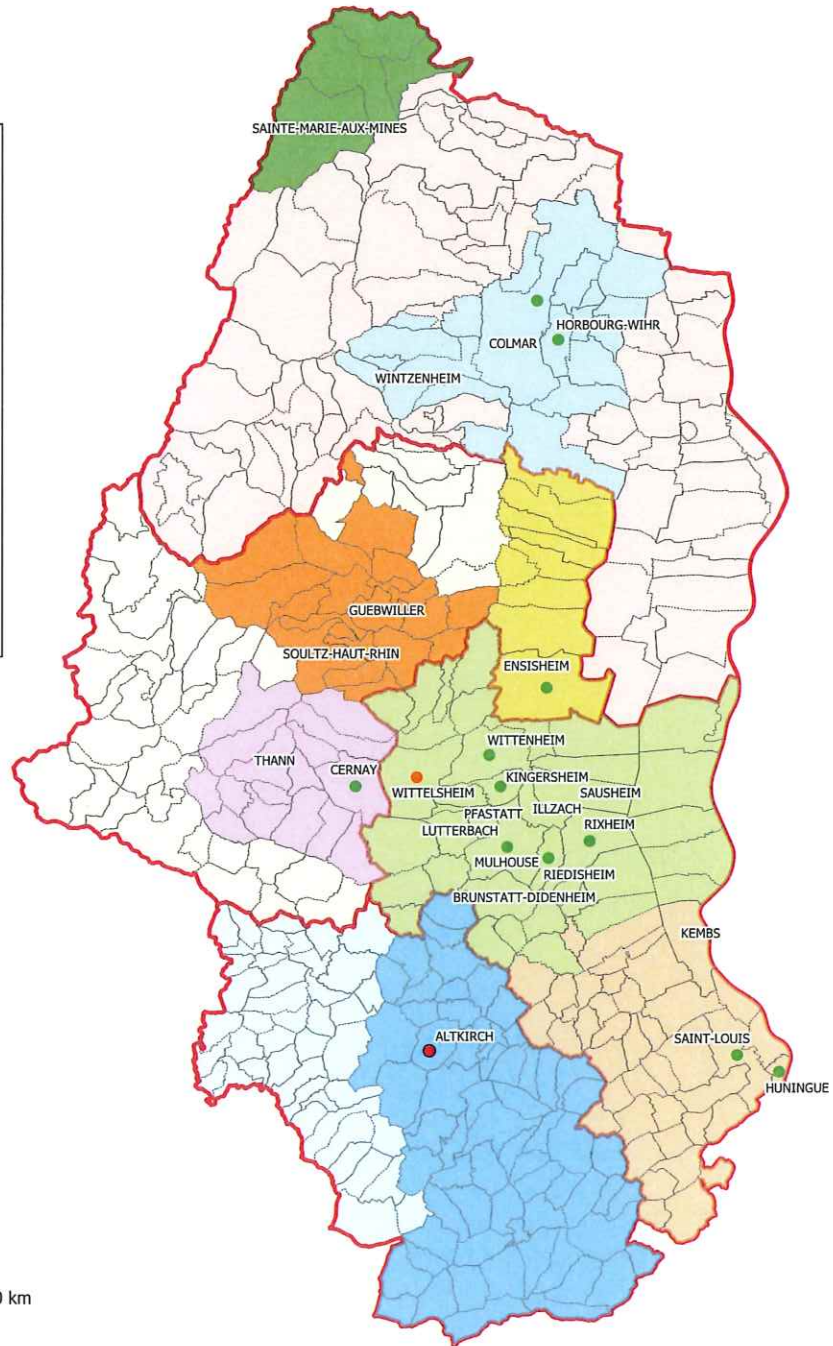 SAINTE-MARIE-AUX-MINES
HORBOURG-WIHR
COLMAR
WINTZENHEIM
GUEBWILLER
SOULTZ-HAUT-RHIN
ENSISHEIM
WITTENHEIM
THANN
CERNAY
KINGERSHEIM
WITTELSHEIM
SAUSHEIM
PFASTATT
ILLZACH
LUTTERBACH
RIXHEIM
MULHOUSE
RIEDISHEIM
BRUNSTATT-DIDENHEIM
KEMBS
ALTKIRCH
SAINT-LOUIS
HUNINGUE
km